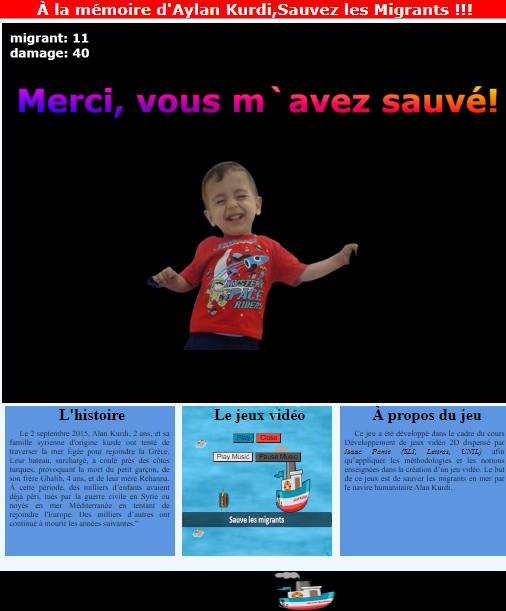 À la mémoire d'Aylan Kurdi,Sauvez les Migrants !!!
migrant: 11
damage: 40
Merci, vous m`avez sauvé!
MONSTER
SPACE
RIDERS
L'histoire
Le 2 septembre 2015, Alan Kurdi, 2 ans, et sa
famille syrienne d'origine kurde ont tenté de
traverser la mer Egée pour rejoindre la Grèce.
Leur bateau, surchargé, a coulé près des côtes
turques, provoquant la mort du petit garçon, de
son frère Ghalib, 4 ans, et de leur mère Rehanna.
À cette période, des milliers d'enfants avaient
déjà péri, tués par la guerre civile en Syrie ou
noyés en mer Méditerranée en tentant de
rejoindre l'Europe. Des milliers d'autres ont
continué à mourir les années suivantes."
Le jeux vidéo
Play Close
Play Music Pause Music
Sauve les migrants
À propos du jeu
Ce jeu a été développé dans le cadre du cours
Développement de jeux vidéo 2D dispensé par
Isaac Pante (SLI, Lettres, UNIL) afin
qu'appliquer les méthodologies et les notions
enseignées dans la création d'un jeu vidéo. Le but
de ce jeux est de sauver les migrants en mer par
le navire humanitaire Alan Kurdi.